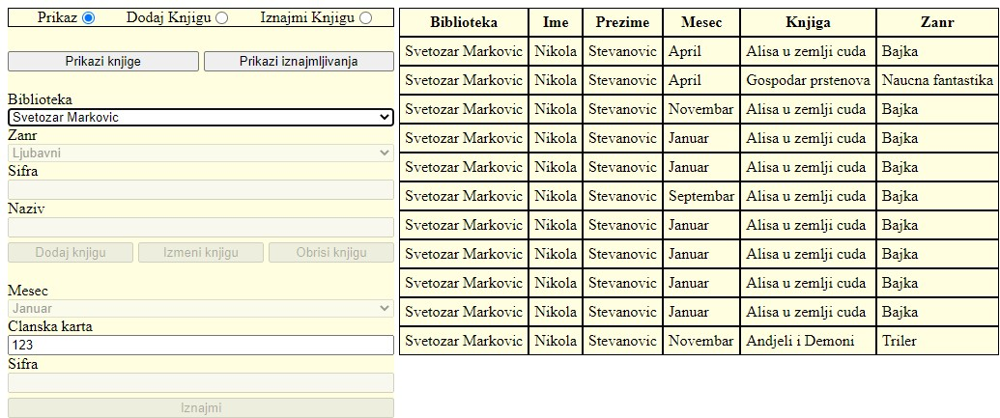 Prikaz Dodaj Knjigu Iznajmi Knjigu
Prikazi knjige Prikazi iznajmljivanja
Biblioteka
Svetozar Markovic
Zanr
Ljubavni
Sifra
Naziv
Dodaj knjigu Izmeni knjigu Obrisi knjigu
Mesec
Januar
Clanska karta
123
Sifra
Iznajmi
Biblioteka Ime Prezime Mesec Knjiga Zanr
Svetozar Markovic Nikola Stevanovic April Alisa u zemlji cuda Bajka
Svetozar Markovic Nikola Stevanovic April Gospodar prstenova Naucna fantastika
Svetozar Markovic Nikola Stevanovic Novembar Alisa u zemlji cuda Bajka
Svetozar Markovic Nikola Stevanovic Januar Alisa u zemlji cuda Bajka
Svetozar Markovic Nikola Stevanovic Januar Alisa u zemlji cuda Bajka
Svetozar Markovic Nikola Stevanovic Septembar Alisa u zemlji cuda Bajka
Svetozar Markovic Nikola Stevanovic Januar Alisa u zemlji cuda Bajka
Svetozar Markovic Nikola Stevanovic Januar Alisa u zemlji cuda Bajka
Svetozar Markovic Nikola Stevanovic Januar Alisa u zemlji cuda Bajka
Svetozar Markovic Nikola Stevanovic Januar Alisa u zemlji cuda Bajka
Svetozar Markovic Nikola Stevanovic Novembar Andjeli i Demoni Triler